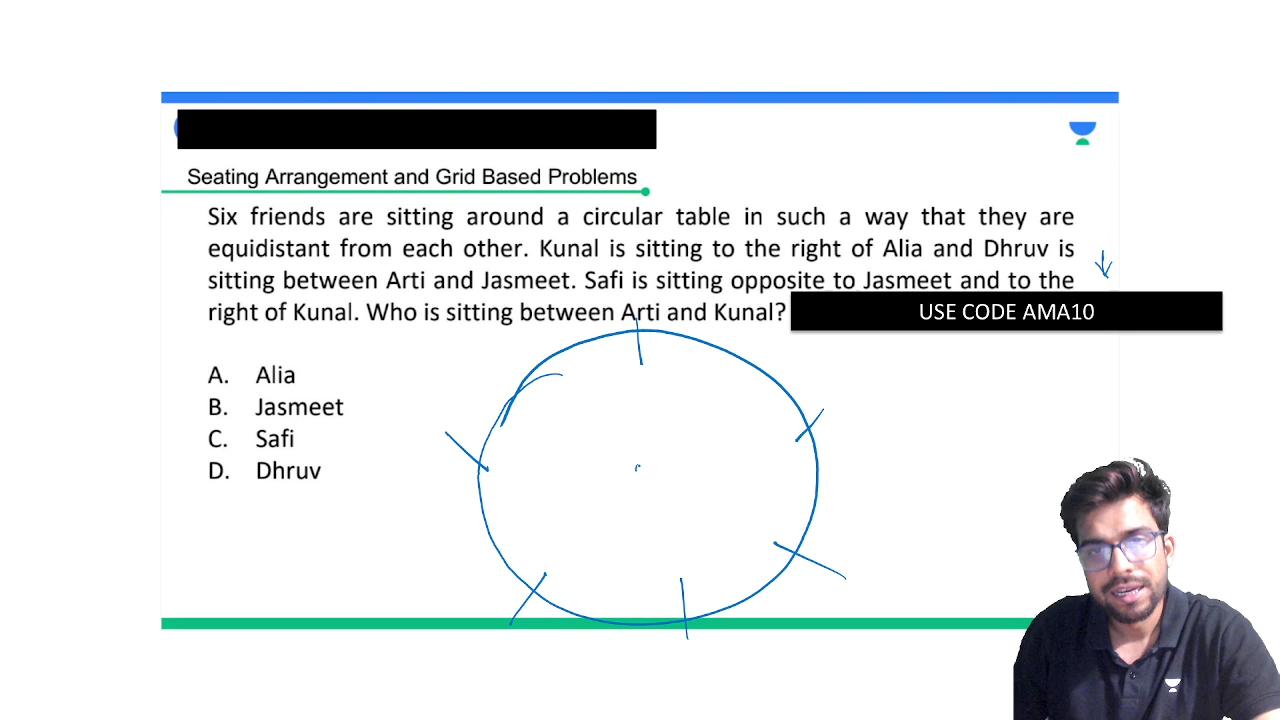 Seating Arrangement and Grid Based Problems
Six friends are sitting around a circular table in such a way that they are
equidistant from each other. Kunal is sitting to the right of Alia and Dhruv is
sitting between Arti and Jasmeet. Safi is sitting opposite to Jasmeet and to the
right of Kunal. Who is sitting between Arti and Kunal?
USE CODE AMA10
A. Alia
B. Jasmeet
C. Safi
D. Dhruv